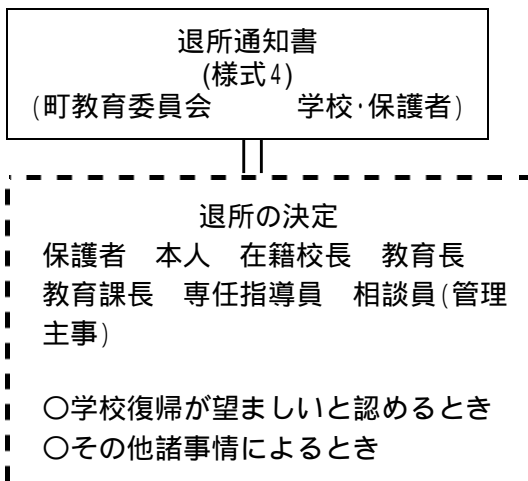 退所通知書
(様式4)
(町教育委員会　　　学校・保護者)
退所の決定
保護者　本人　在籍校長　教育長
教育課長　専任指導員　相談員(管理
主事)
○学校復帰が望ましいと認めるとき
○その他諸事情によるとき